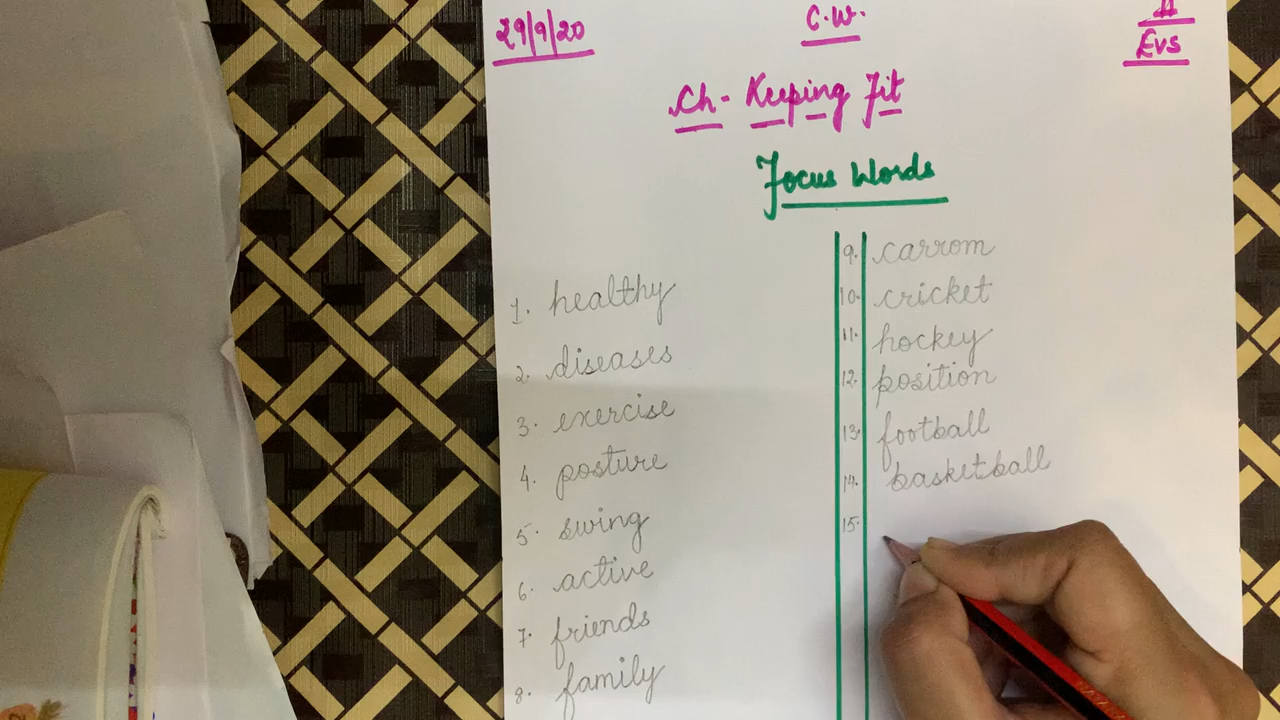 29/9/20
C.W.
II
Evs
Ch- Keeping Fit
Focus Words
1. healthy
2. diseases
3. exercise
4. posture
5. swing
6. active
7. friends
8. family
9. carrom
10. cricket
11. hockey
12. position
13. football
14. basketball
15.